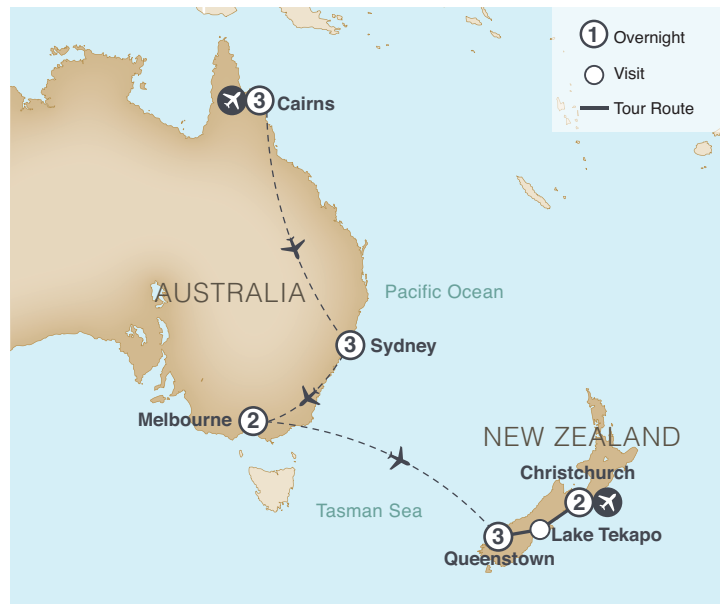 1 Overnight
Visit
Tour Route
3 Cairns
AUSTRALIA
Pacific Ocean
3 Sydney
Melbourne 2
NEW ZEALAND
Christchurch
2
Tasman Sea
3
Lake Tekapo
Queenstown